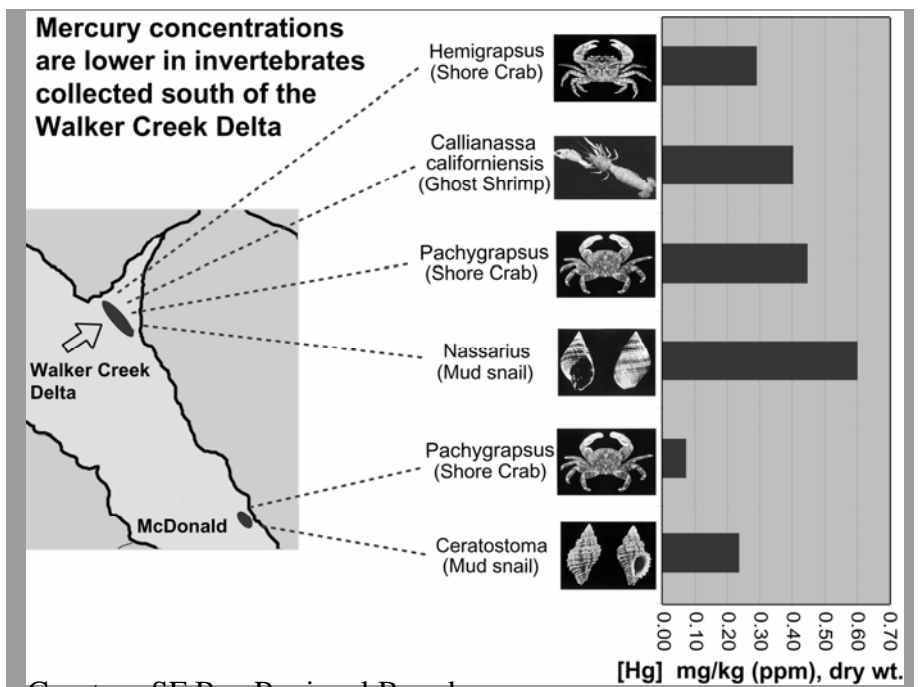 Mercury concentrations
are lower in invertebrates
collected south of the
Walker Creek Delta
Hemigrapsus
(Shore Crab)
Callianassa
californiensis
(Ghost Shrimp)
Pachygrapsus
(Shore Crab)
Nassarius
(Mud snail)
Walker Creek
Delta
Pachygrapsus
(Shore Crab)
McDonald
Ceratostoma
(Mud snail)
0.00
0.10
0.20
0.30
0.40
0.50
0.60
0.70
[Hg] mg/kg (ppm), dry wt.